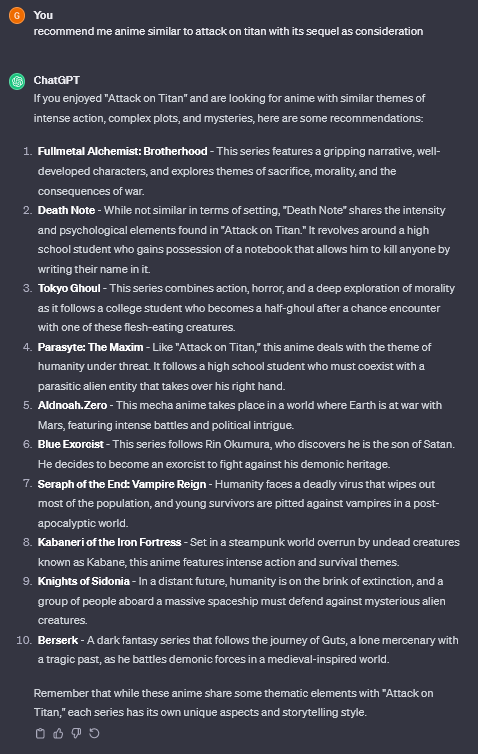 G You
recommend me anime similar to attack on titan with its sequel as consideration
ChatGPT
If you enjoyed "Attack on Titan" and are looking for anime with similar themes of
intense action, complex plots, and mysteries, here are some recommendations:
1. Fullmetal Alchemist: Brotherhood - This series features a gripping narrative, well-
developed characters, and explores themes of sacrifice, morality, and the
consequences of war.
2. Death Note - While not similar in terms of setting, "Death Note" shares the intensity
and psychological elements found in "Attack on Titan." It revolves around a high
school student who gains possession of a notebook that allows him to kill anyone by
writing their name in it.
3. Tokyo Ghoul - This series combines action, horror, and a deep exploration of morality
as it follows a college student who becomes a half-ghoul after a chance encounter
with one of these flesh-eating creatures.
4. Parasyte: The Maxim - Like "Attack on Titan," this anime deals with the theme of
humanity under threat. It follows a high school student who must coexist with a
parasitic alien entity that takes over his right hand.
5. Aldnoah.Zero - This mecha anime takes place in a world where Earth is at war with
Mars, featuring intense battles and political intrigue.
6. Blue Exorcist - This series follows Rin Okumura, who discovers he is the son of Satan.
He decides to become an exorcist to fight against his demonic heritage.
7. Seraph of the End: Vampire Reign - Humanity faces a deadly virus that wipes out
most of the population, and young survivors are pitted against vampires in a post-
apocalyptic world.
8. Kabaneri of the Iron Fortress - Set in a steampunk world overrun by undead creatures
known as Kabane, this anime features intense action and survival themes.
9. Knights of Sidonia - In a distant future, humanity is on the brink of extinction, and a
group of people aboard a massive spaceship must defend against mysterious alien
creatures.
10. Berserk - A dark fantasy series that follows the journey of Guts, a lone mercenary with
a tragic past, as he battles demonic forces in a medieval-inspired world.
Remember that while these anime share some thematic elements with "Attack on
Titan," each series has its own unique aspects and storytelling style.